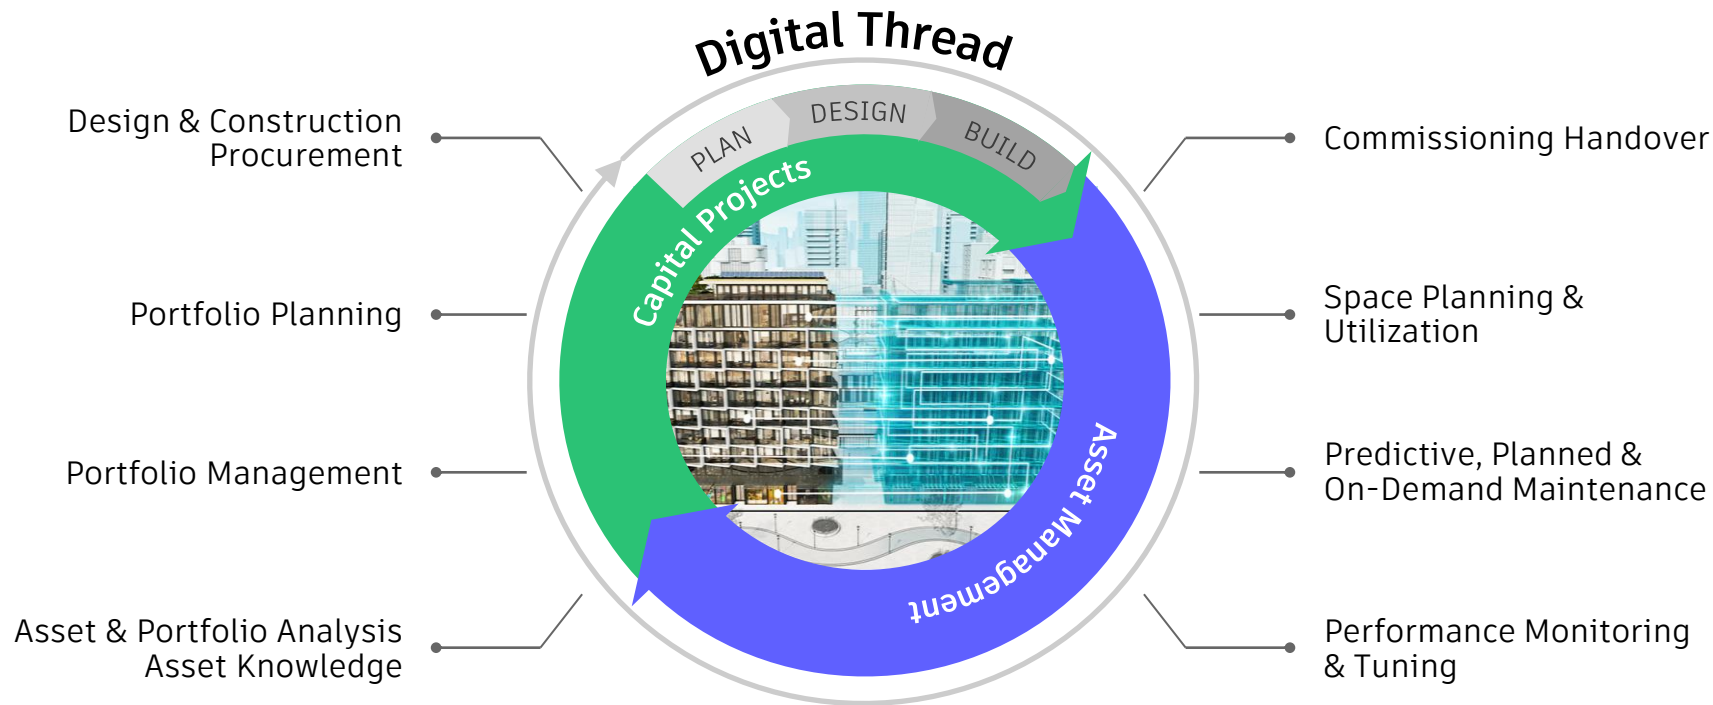 Digital Thread
PLAN
DESIGN
BUILD
Capital Projects
Asset Management
Design & Construction
Procurement
Portfolio Planning
Portfolio Management
Asset & Portfolio Analysis
Asset Knowledge
Commissioning Handover
Space Planning &
Utilization
Predictive, Planned &
On-Demand Maintenance
Performance Monitoring
& Tuning